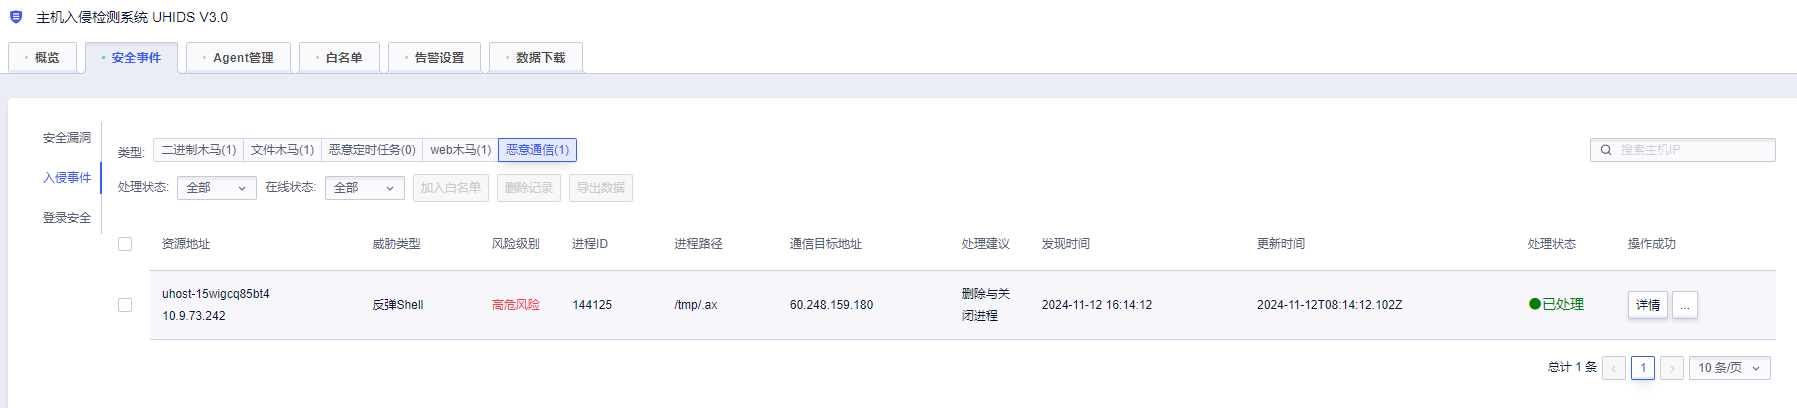 主机入侵检测系统 UHIDS V3.0
概览 安全事件 Agent管理 白名单 告警设置 数据下载
安全漏洞
入侵事件
登录安全
类型: 二进制木马(1) 文件木马(1) 恶意定时任务(0) web木马(1) 恶意通信(1) 搜索主机IP
处理状态: 全部 在线状态: 全部 加入白名单 删除记录 导出数据
资源地址 威胁类型 风险级别 进程ID 进程路径 通信目标地址 处理建议 发现时间 更新时间 处理状态 操作成功
uhost-15wigcq85bt4
10.9.73.242
反弹Shell 高危风险 144125 /tmp/.ax 60.248.159.180
删除与关
闭进程
2024-11-12 16:14:12 2024-11-12T08:14:12.102Z 已处理 详情 ...
总计 1 条 ‹ 1 › 10 条/页